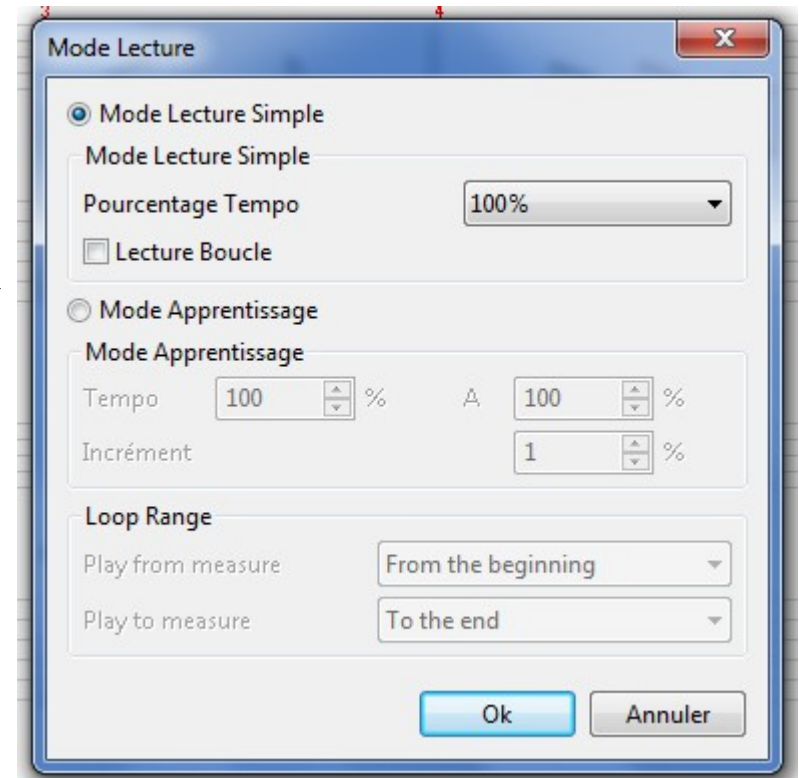 3 4
Mode Lecture
Mode Lecture Simple
Mode Lecture Simple
Pourcentage Tempo 100%
Lecture Boucle
Mode Apprentissage
Mode Apprentissage
Tempo 100 % A 100 %
Incrément 1 %
Loop Range
Play from measure From the beginning
Play to measure To the end
Ok Annuler